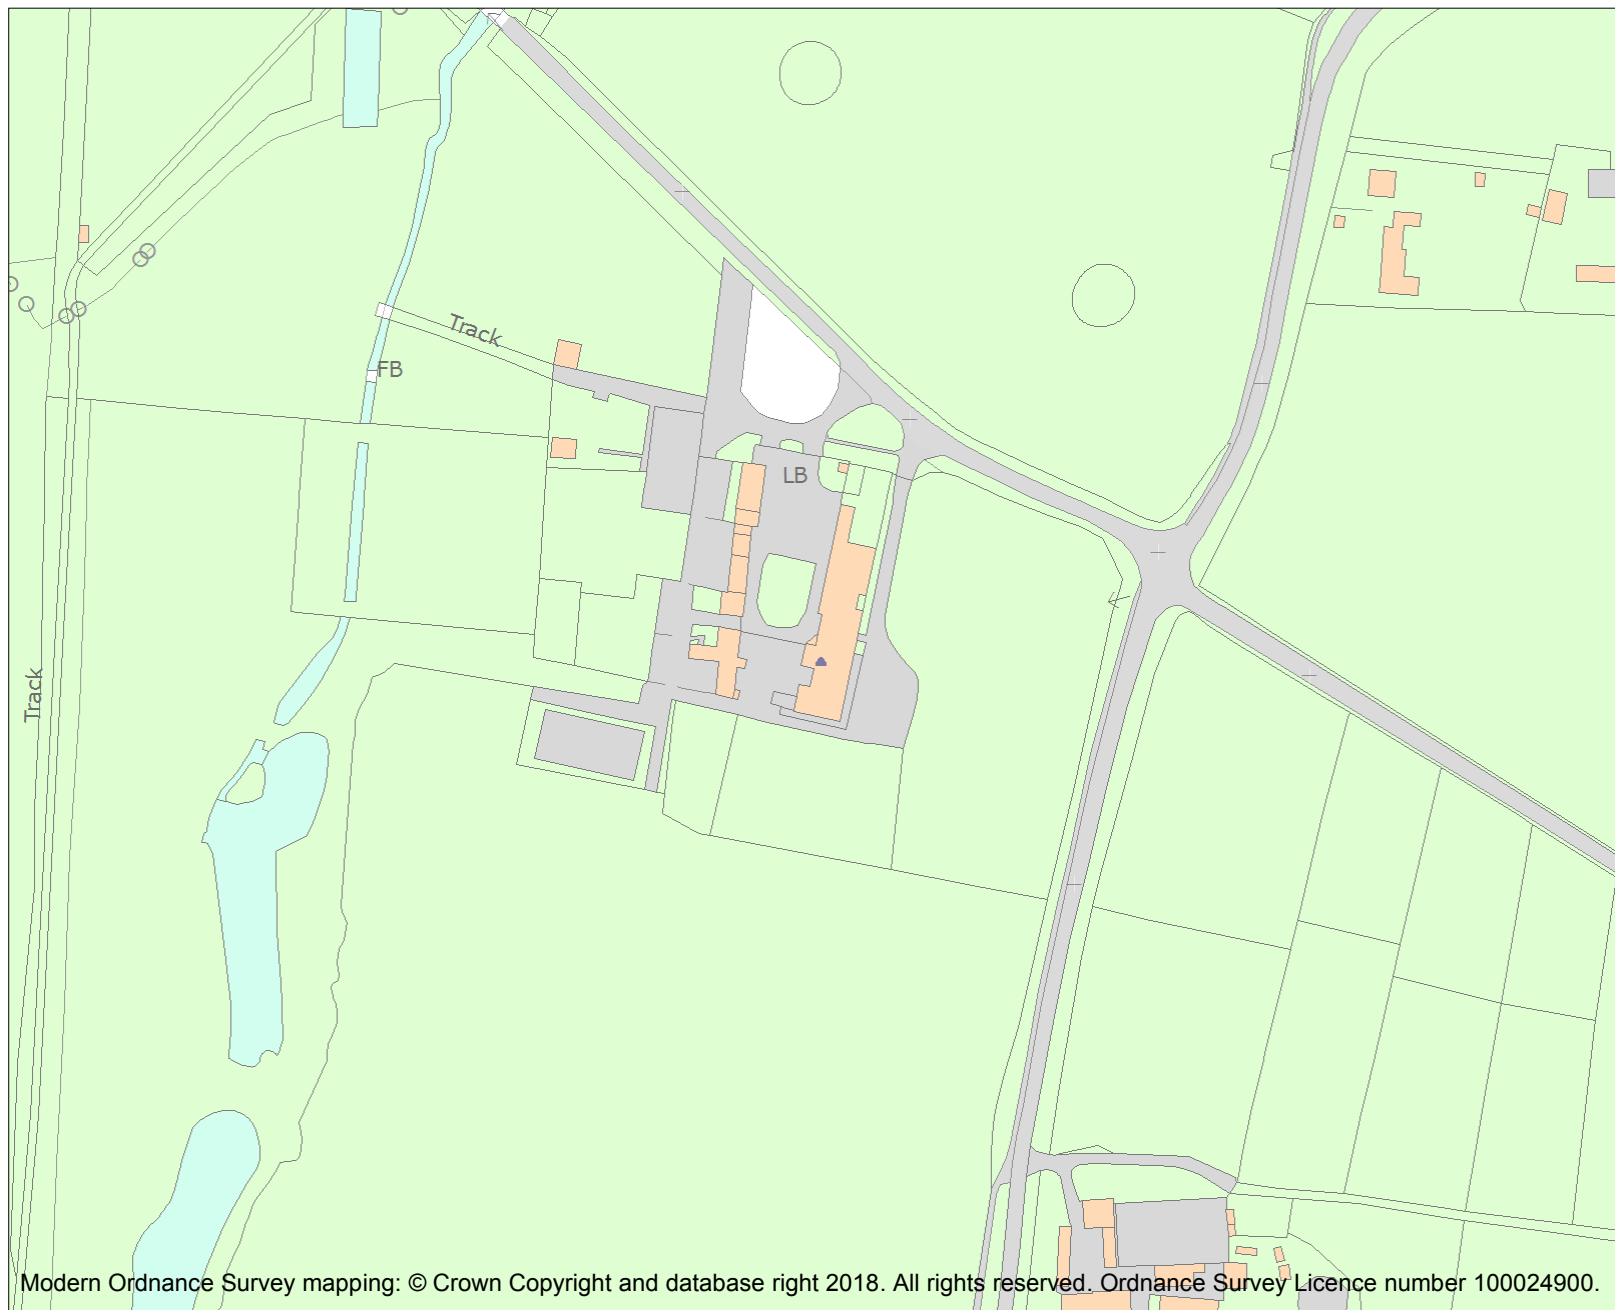 Track
FB
LB
Track
Modern Ordnance Survey mapping: © Crown Copyright and database right 2018. All rights reserved. Ordnance Survey Licence number 100024900.